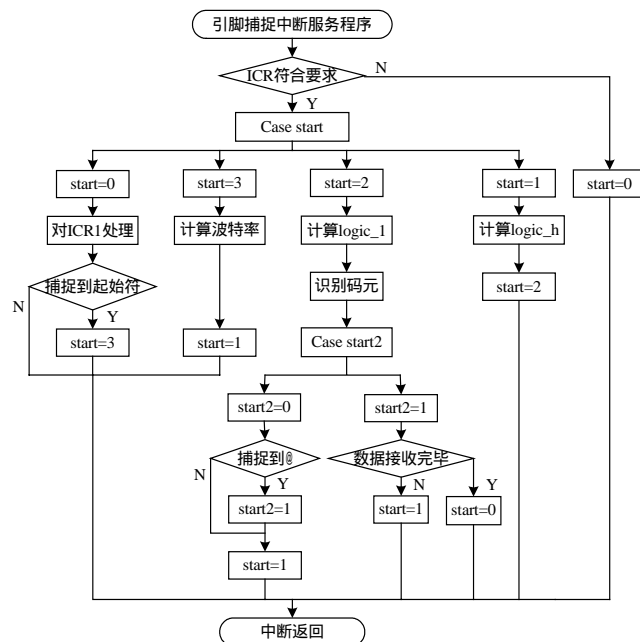 引脚捕捉中断服务程序
ICR符合要求
N
Y
Case start
start=0
start=3
start=2
start=1
start=0
对ICR1处理
计算波特率
计算logic_1
计算logic_h
捕捉到起始符
识别码元
start=2
N
Y
start=3
start=1
Case start2
start2=0
start2=1
捕捉到@
数据接收完毕
N
Y
N
Y
start2=1
start=1
start=0
start=1
中断返回